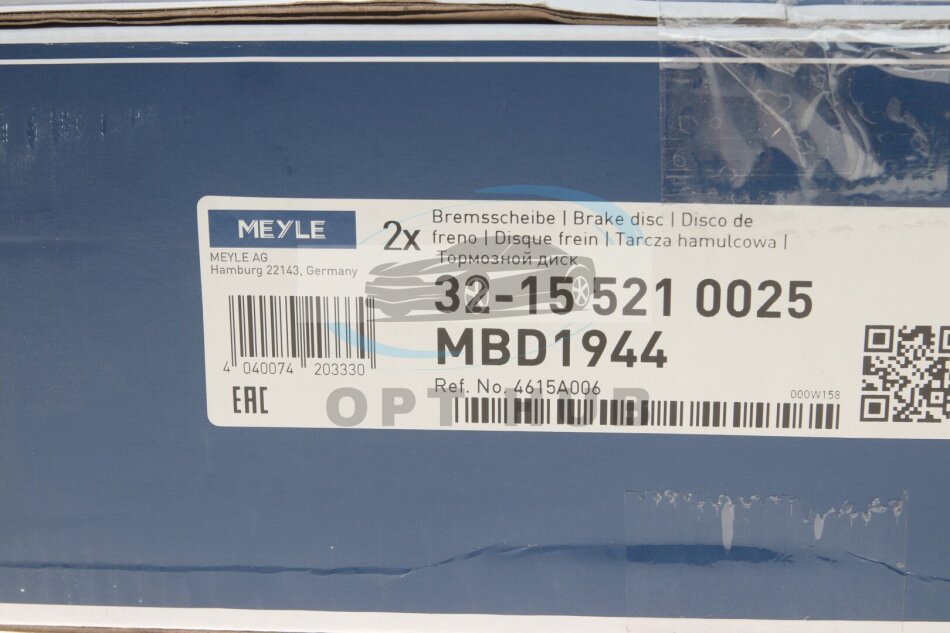 MEYLE
MEYLE AG
Hamburg 22143, Germany
2x
Bremsscheibe | Brake disc | Disco de
freno | Disque frein | Tarcza hamulcowa |
Тормозной диск
32-15 521 0025
MBD1944
Ref. No. 4615A006
4 040074 203330
EAC
000W158
OPT HUB